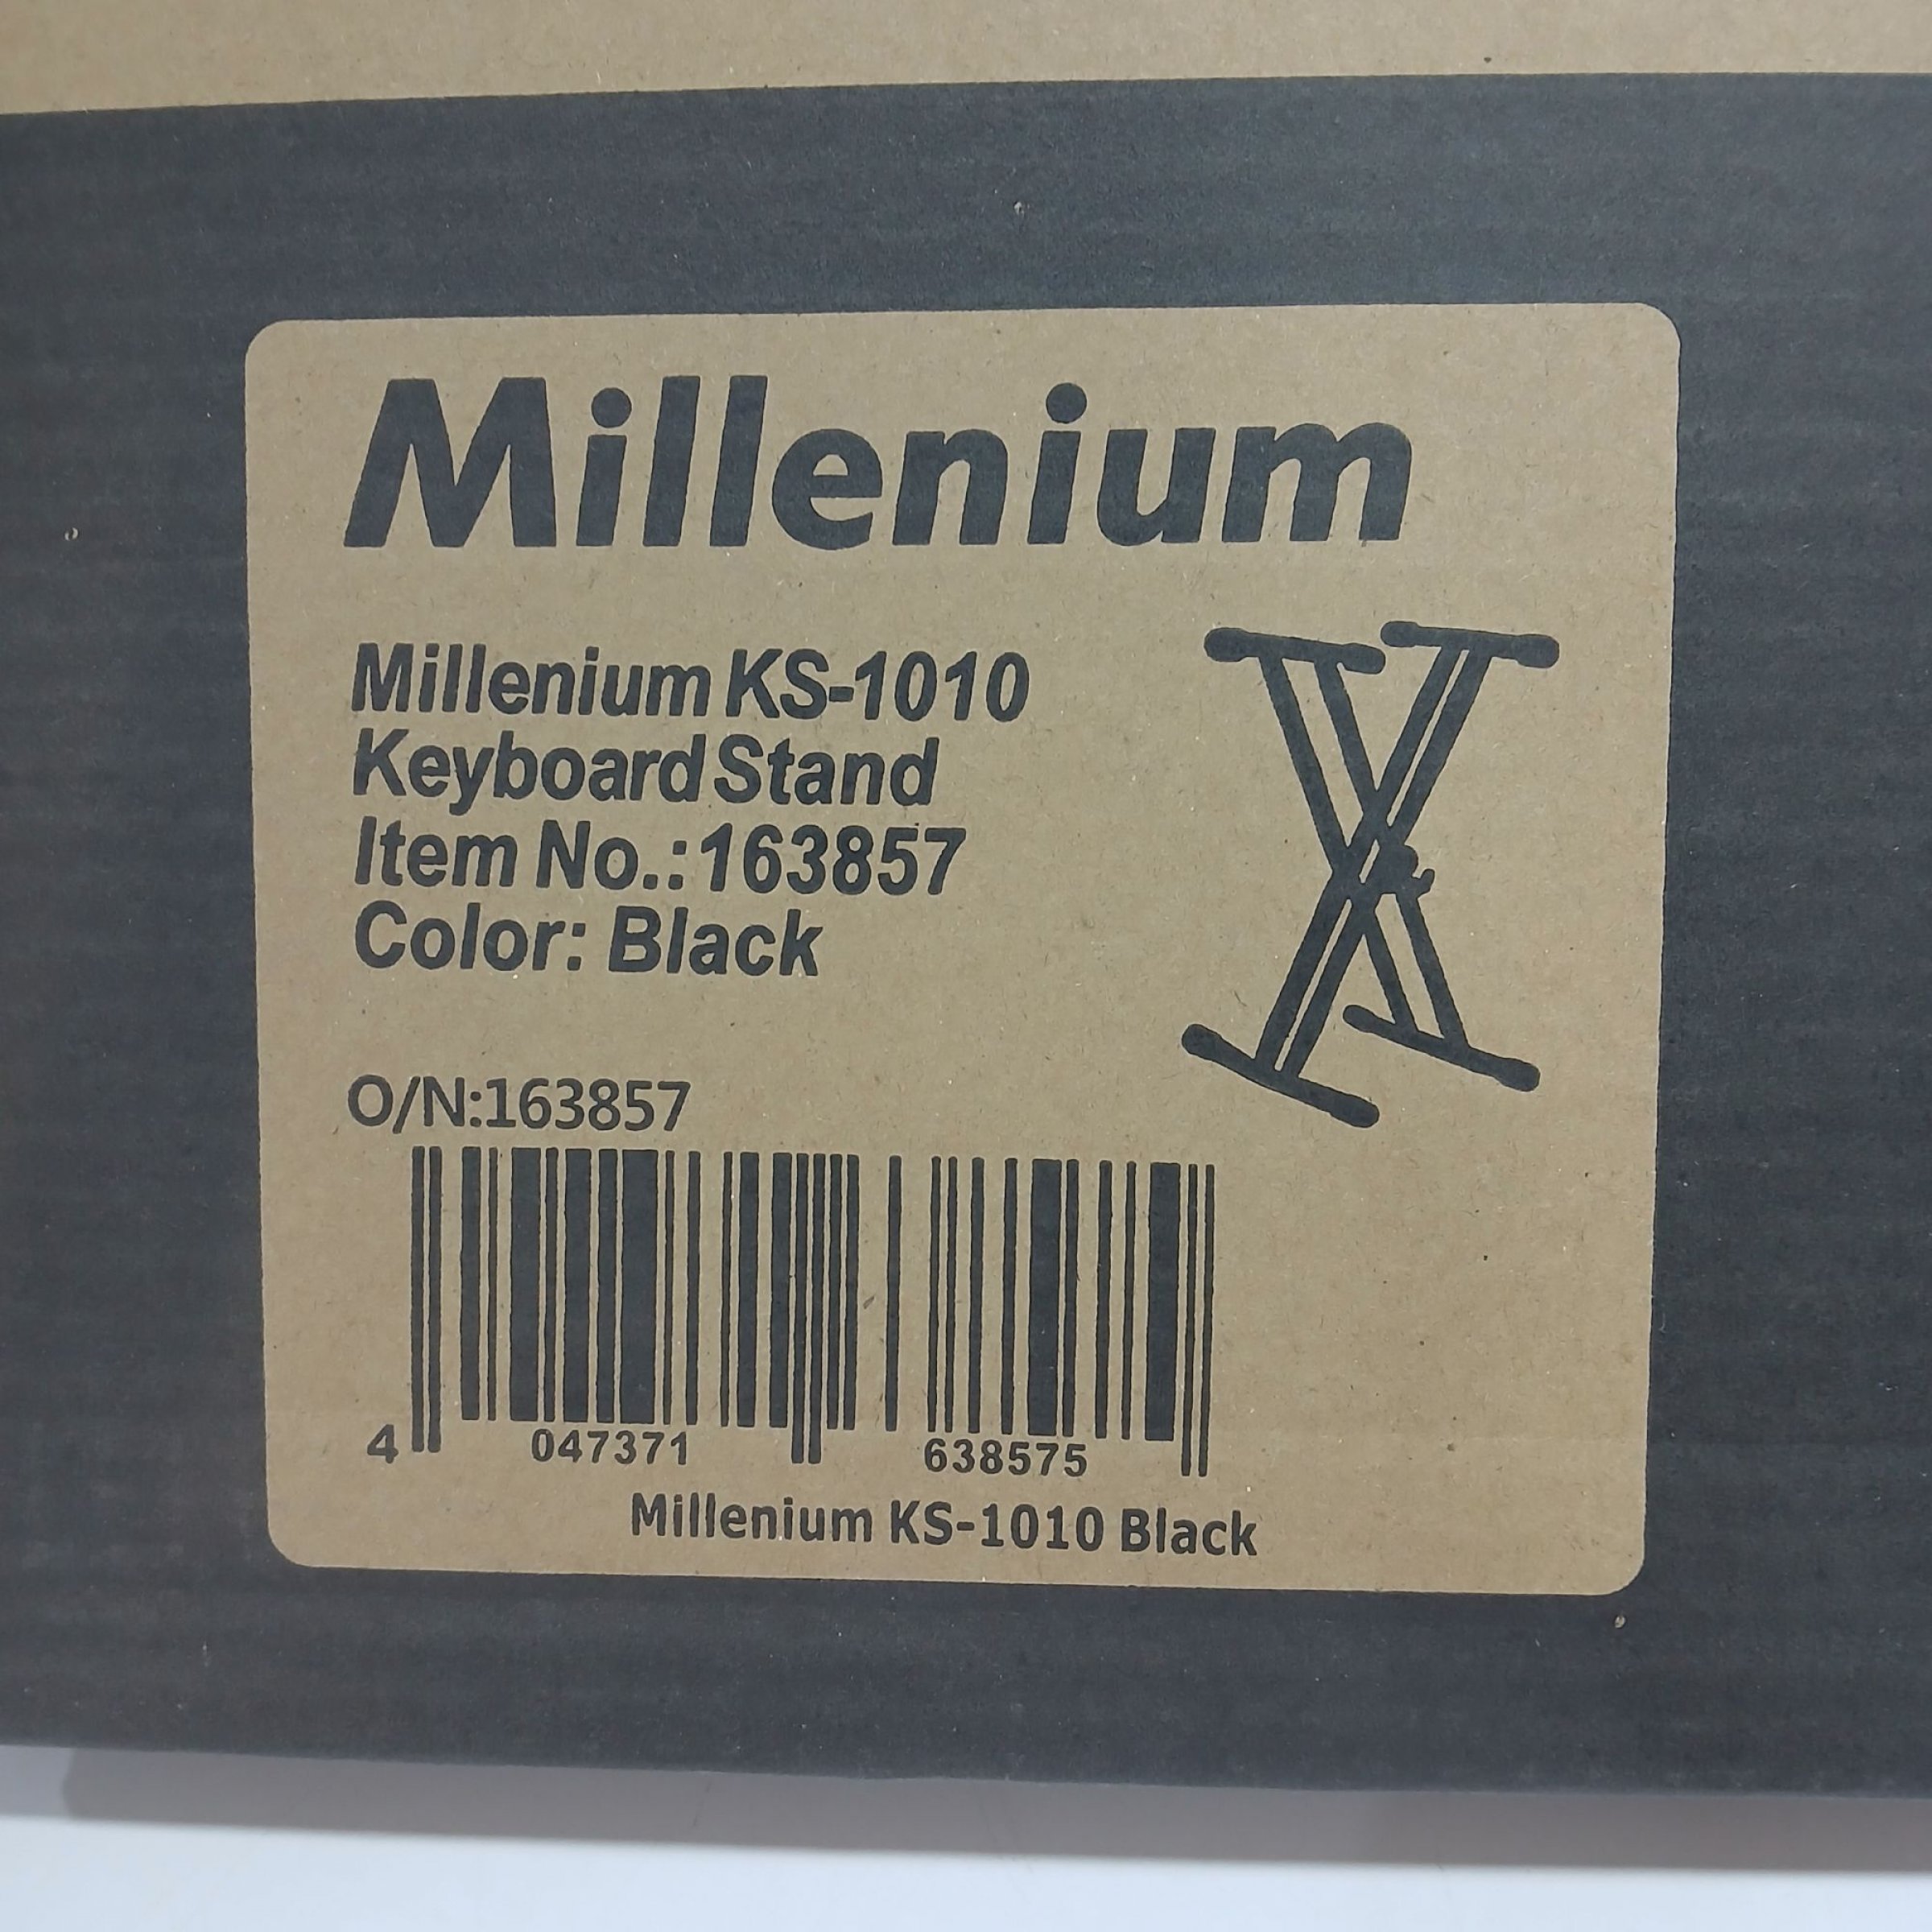 Millenium
Millenium KS-1010
Keyboard Stand
Item No.:163857
Color: Black
O/N:163857
4 047371 638575
Millenium KS-1010 Black